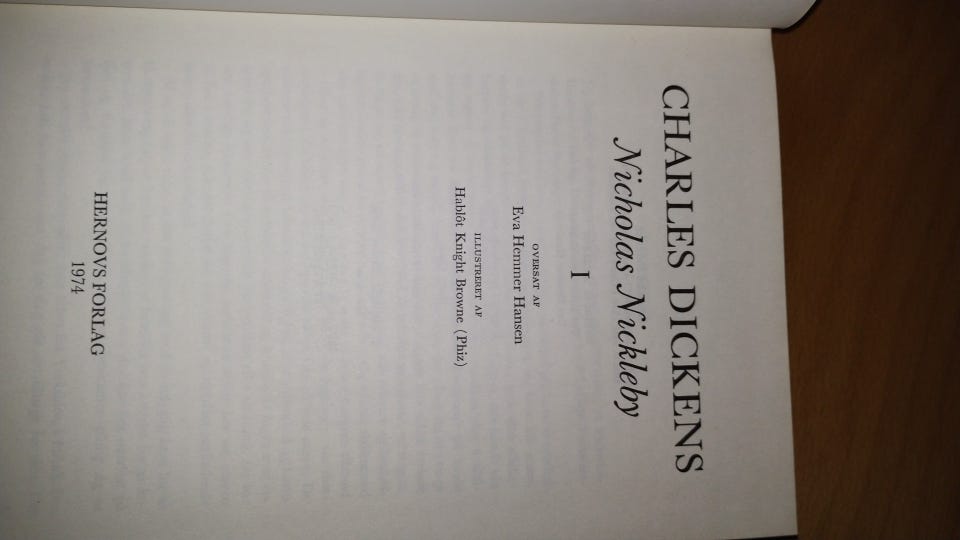 CHARLES DICKENS
Nicholas Nickleby
I
OVERSAT AF
Eva Hemmer Hansen
ILLUSTRERET AF
Hablôt Knight Browne (Phiz)
HERNOVS FORLAG
1974